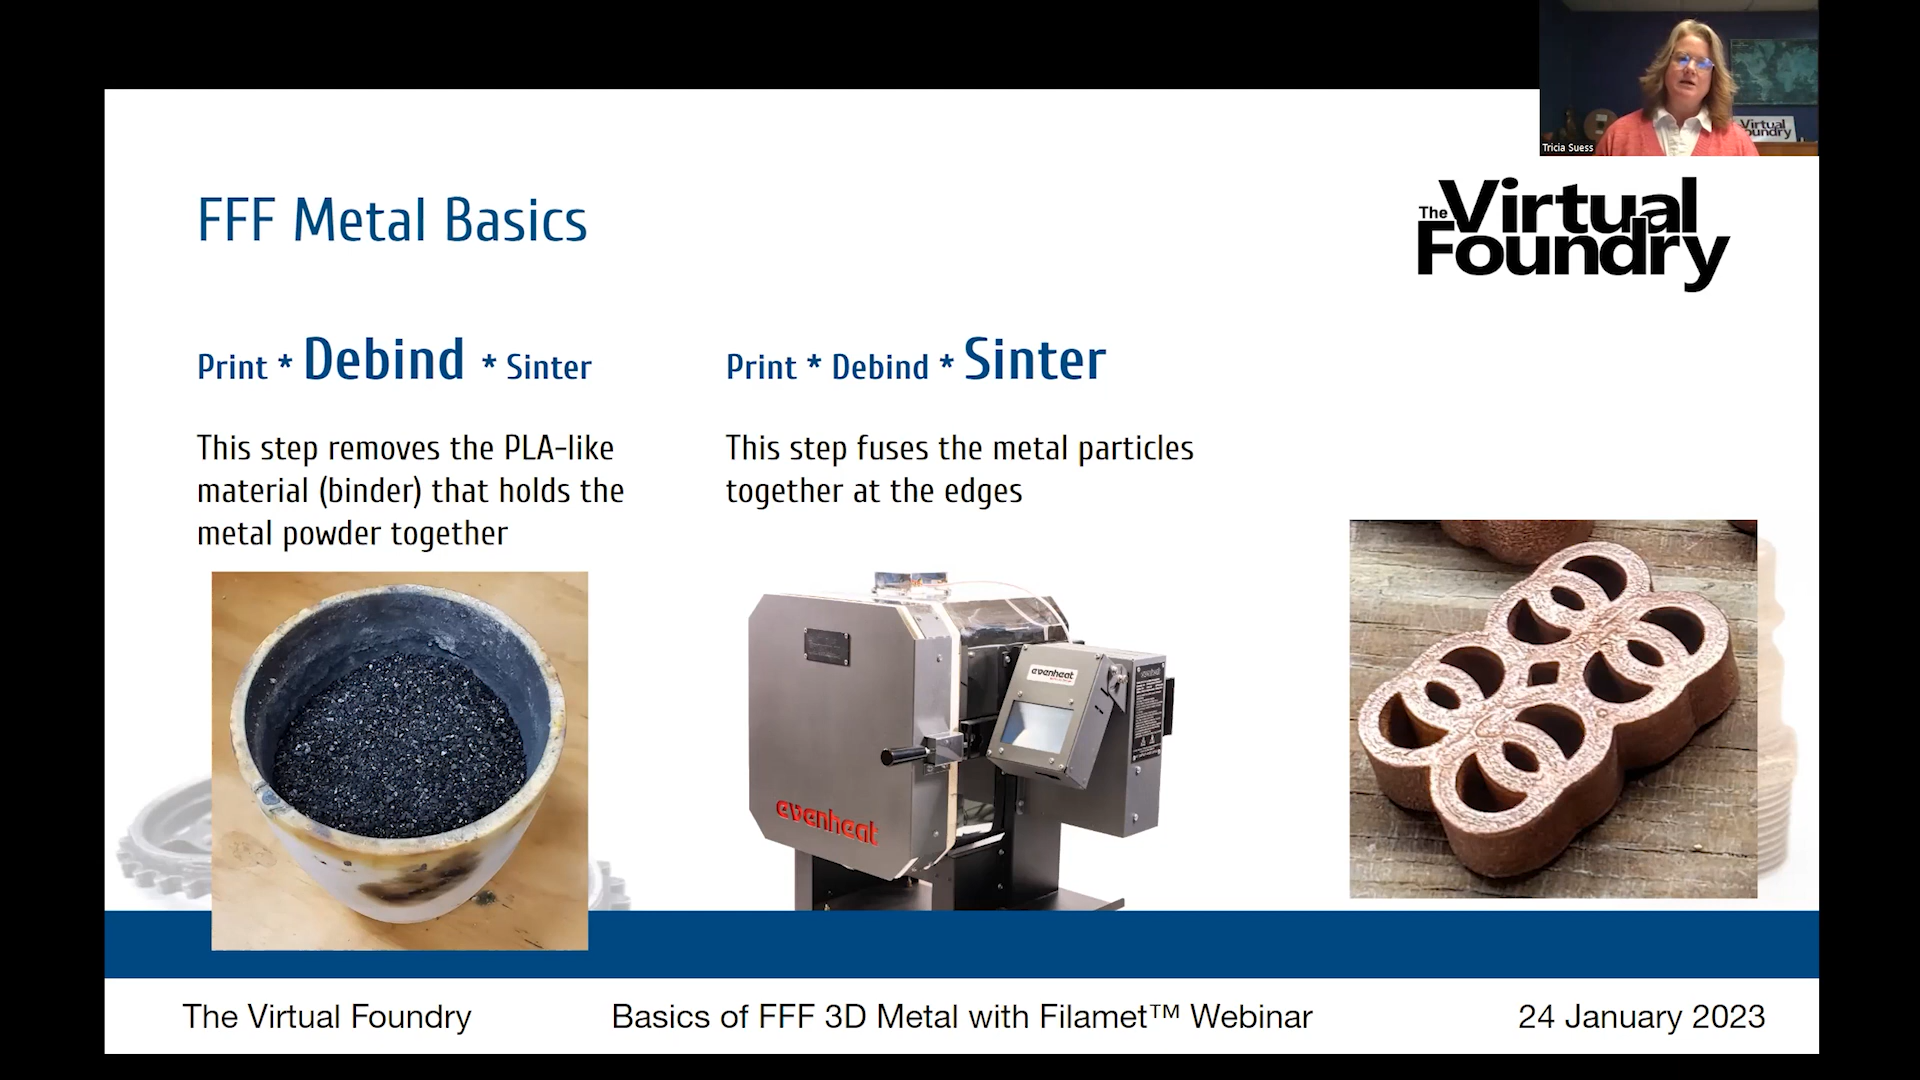 Tricia Suess
Virtual
oundry
The Virtual
Foundry
FFF Metal Basics
Print * Debind * Sinter
This step removes the PLA-like
material (binder) that holds the
metal powder together
Print * Debind * Sinter
This step fuses the metal particles
together at the edges
evenheat
evenheat
The Virtual Foundry
Basics of FFF 3D Metal with Filamet™ Webinar
24 January 2023